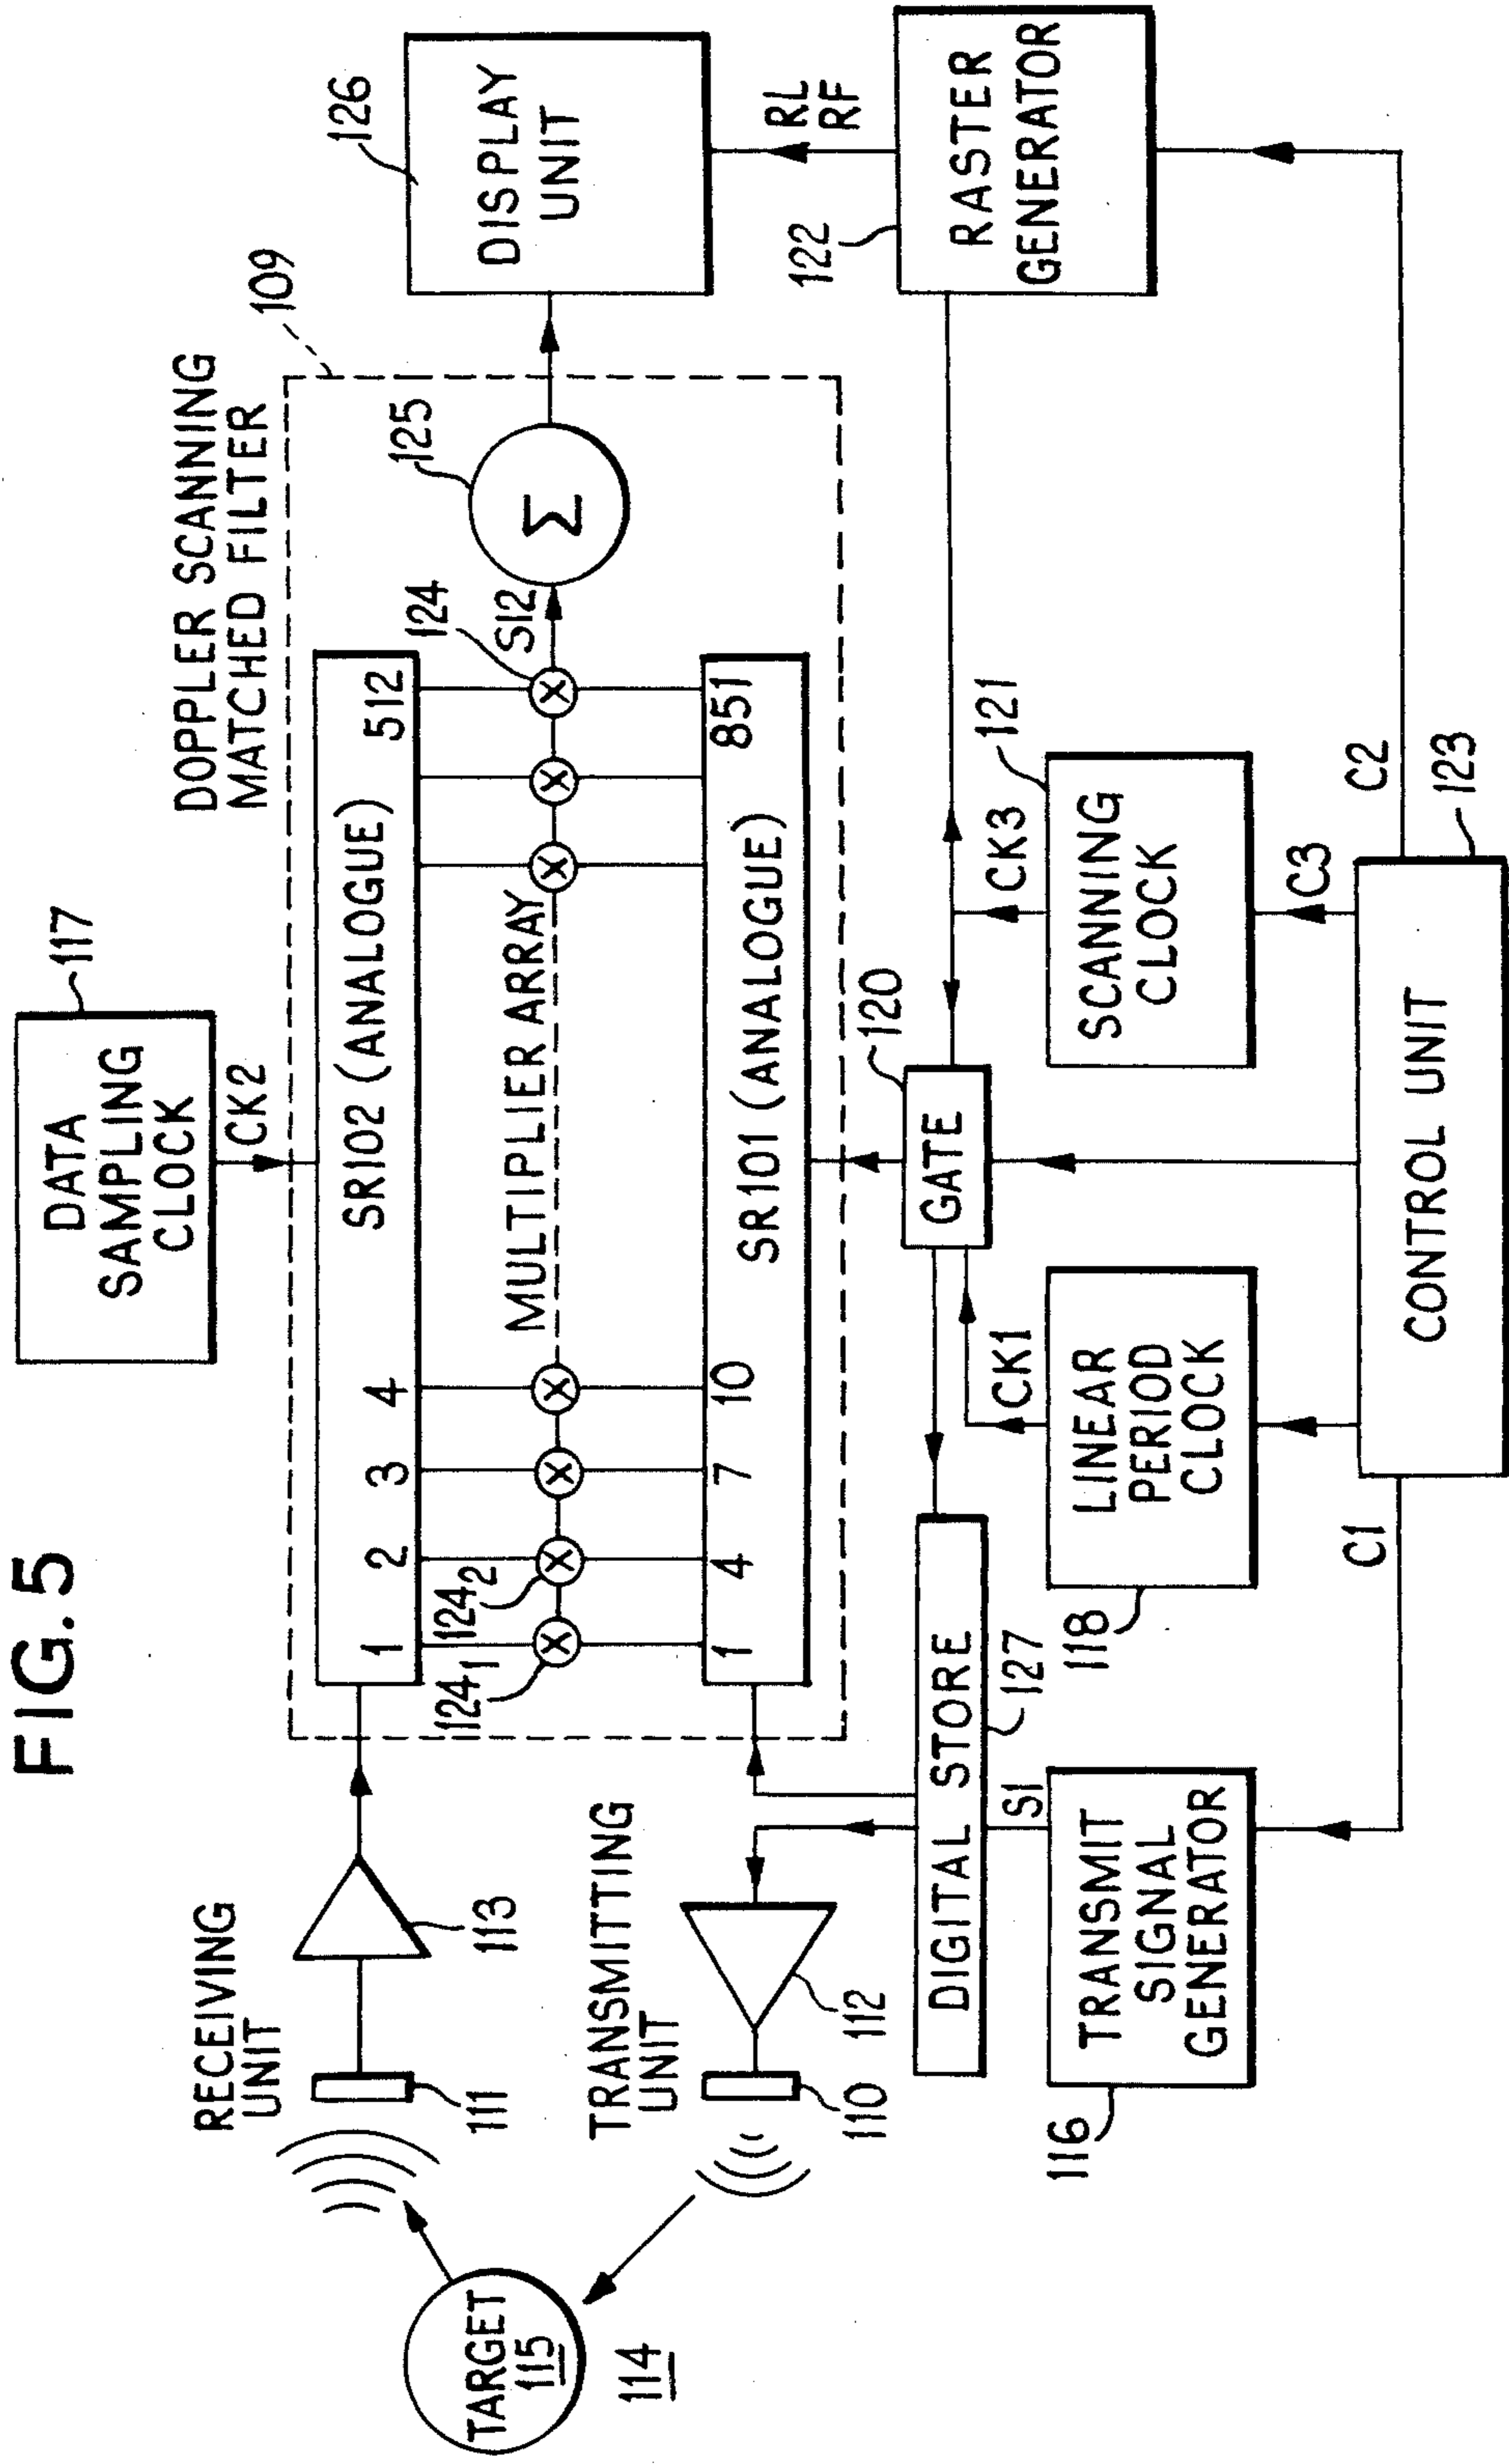 FIG.5
DATA
SAMPLING
CLOCK
117
CK2
DOPPLER SCANNING
MATCHED FILTER
109
RECEIVING
UNIT
111
113
SR102 (ANALOGUE)
1 2 3 4 512
124₁
124₂
MULTIPLIER ARRAY
124
S12
125
Σ
126
DISPLAY
UNIT
1 4 7 10 851
SR101 (ANALOGUE)
TARGET
115
114
TRANSMITTING
UNIT
110
112
RL
RF
DIGITAL STORE
127
GATE
120
122
RASTER
GENERATOR
S1
CK1
CK3
121
TRANSMIT
SIGNAL
GENERATOR
116
LINEAR
PERIOD
CLOCK
118
SCANNING
CLOCK
C1
C3
C2
CONTROL UNIT
123